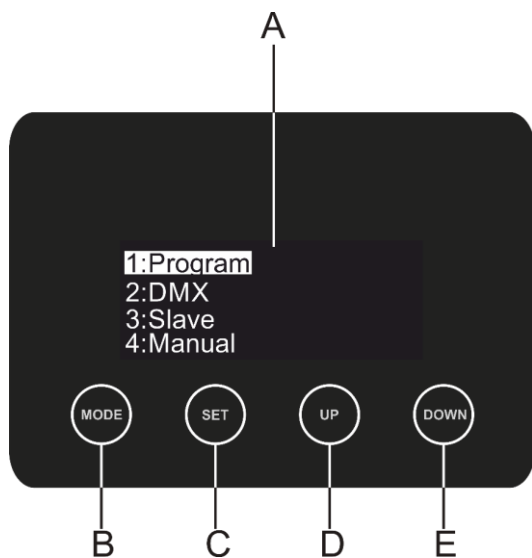 A
1:Program
2:DMX
3:Slave
4:Manual
MODE SET UP DOWN
B C D E